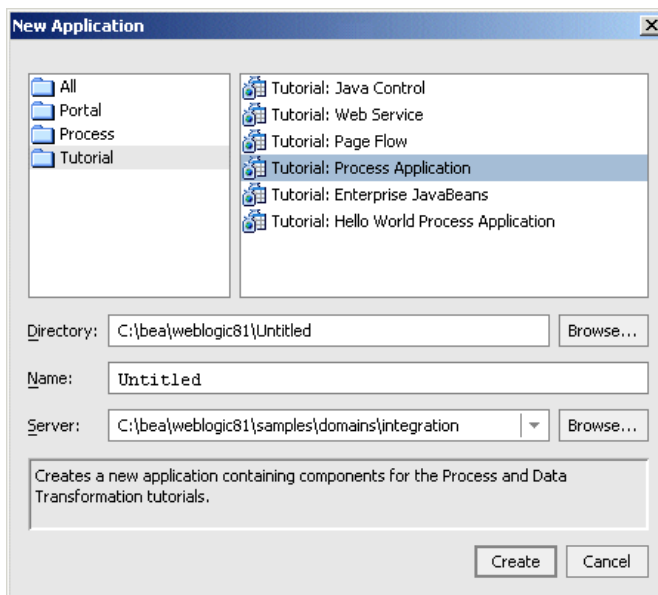 New Application
All
Portal
Process
Tutorial
Tutorial: Java Control
Tutorial: Web Service
Tutorial: Page Flow
Tutorial: Process Application
Tutorial: Enterprise JavaBeans
Tutorial: Hello World Process Application
Directory: C:\bea\weblogic81\Untitled Browse...
Name: Untitled
Server: C:\bea\weblogic81\samples\domains\integration Browse...
Creates a new application containing components for the Process and Data
Transformation tutorials.
Create Cancel